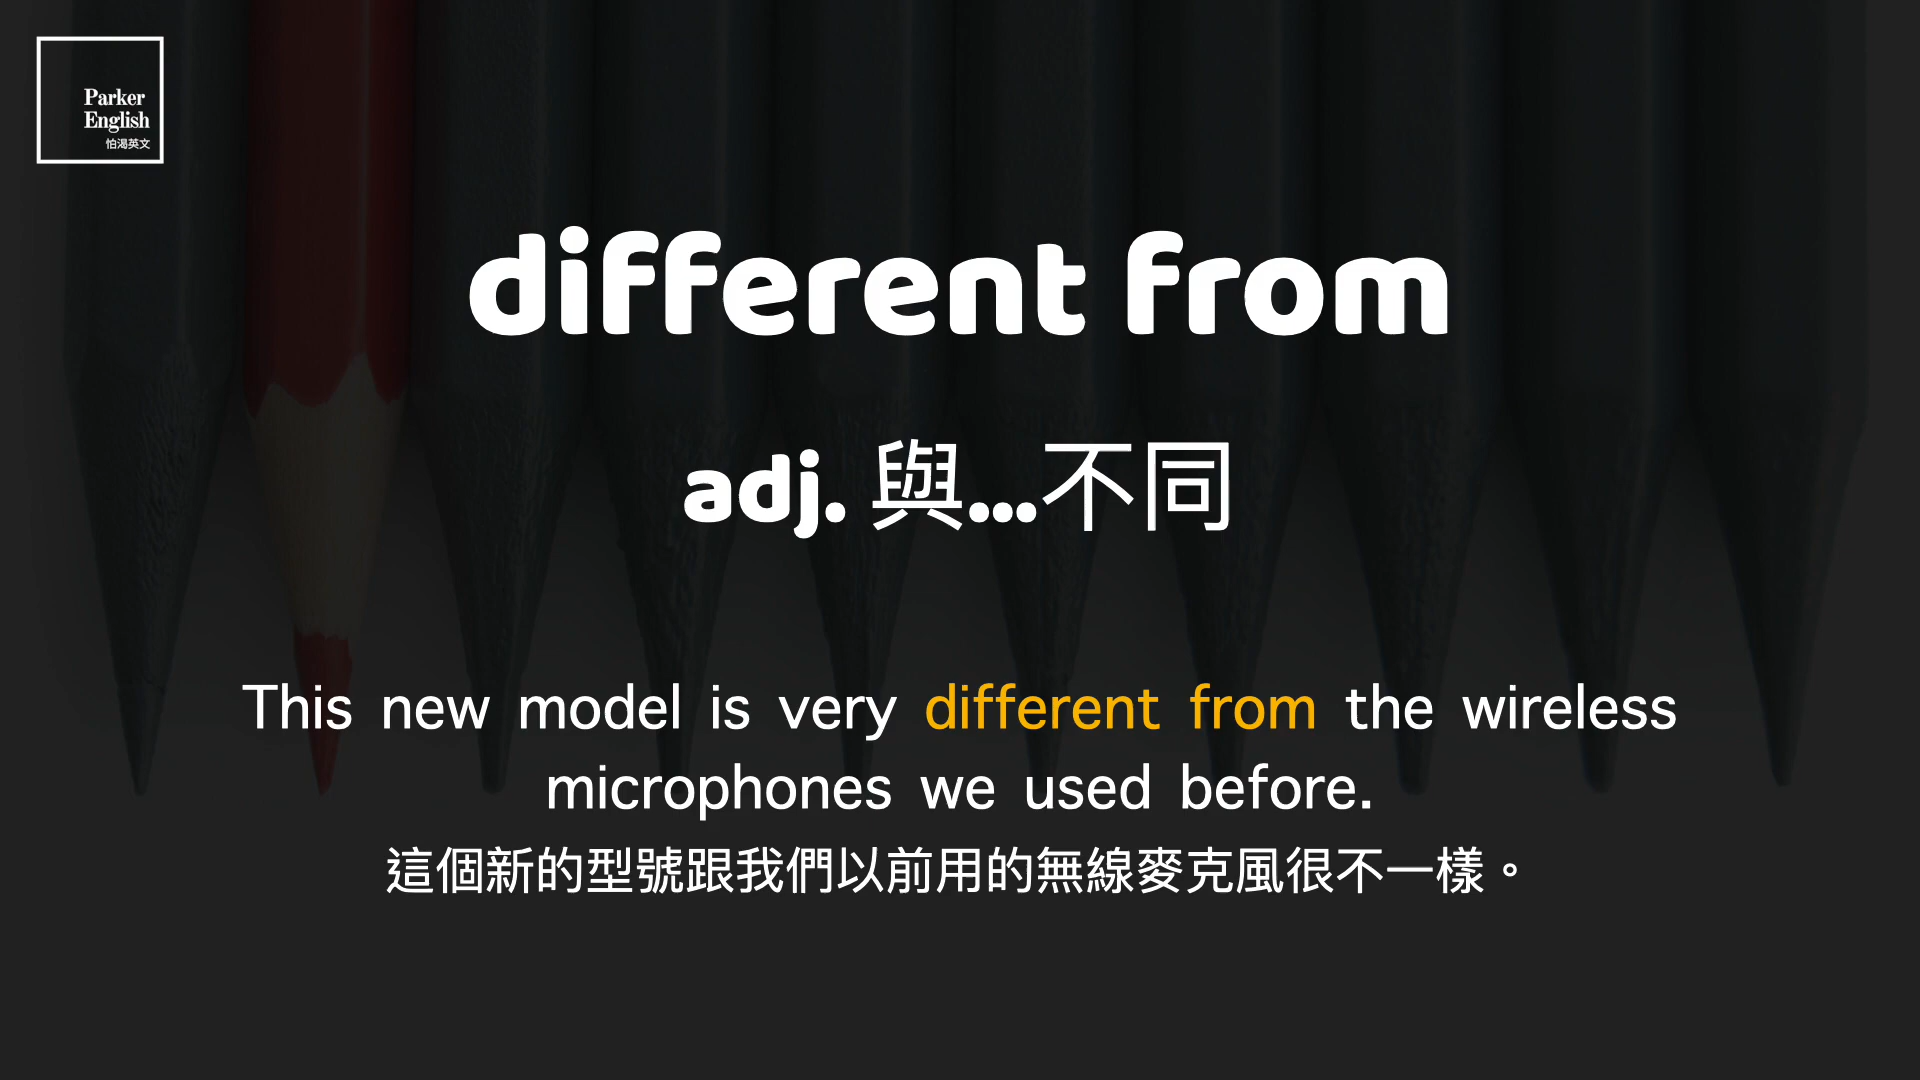 Parker
English
怕渴英文
different from
adj. 與...不同
This new model is very different from the wireless
microphones we used before.
這個新的型號跟我們以前用的無線麥克風很不一樣。